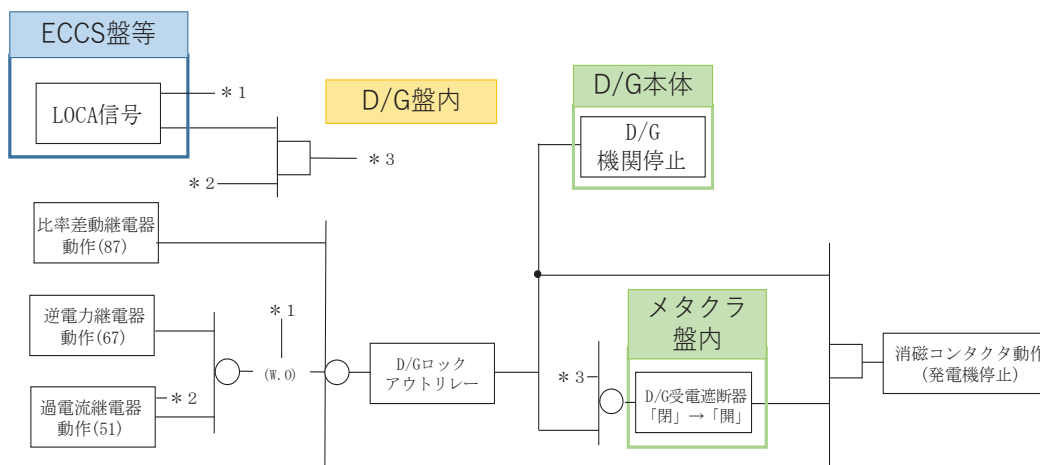 ECCS盤等
LOCA信号
*1
*2
*3
D/G盤内
D/G本体
D/G
機関停止
比率差動継電器
動作(87)
逆電力継電器
動作(67)
過電流継電器
動作(51)
*2
*1
(W.O)
D/Gロック
アウトリレー
*3
メタクラ
盤内
D/G受電遮断器
「閉」→「開」
消磁コンタクタ動作
(発電機停止)